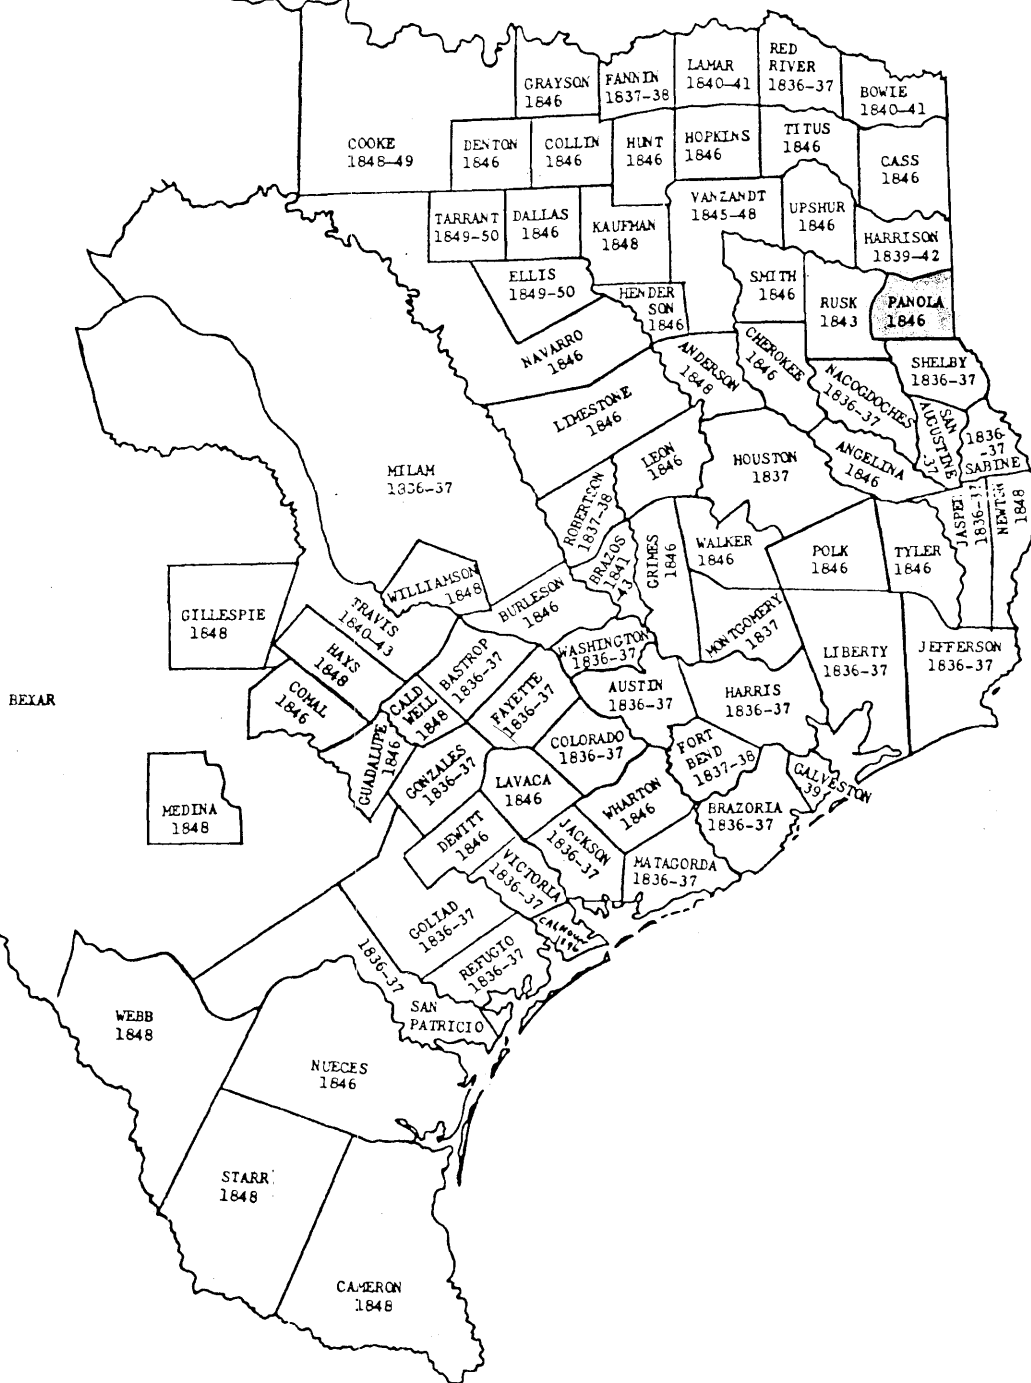 GRAYSON
1846
FANNIN
1837-38
LAMAR
1840-41
RED
RIVER
1836-37
BOWIE
1840-41
COOKE
1848-49
DENTON
1846
COLLIN
1846
HUNT
1846
HOPKINS
1846
TITUS
1846
CASS
1846
TARRANT
1849-50
DALLAS
1846
KAUFMAN
1848
VANZANDT
1845-48
UPSHUR
1846
HARRISON
1839-42
ELLIS
1849-50
HENDER
SON
1846
SMITH
1846
RUSK
1843
PANOLA
1846
NAVARRO
1846
ANDERSON
1848
CHEROKEE
1846
NACOGDOCHES
1836-37
SHELBY
1836-37
LIMESTONE
1846
SAN
AUGUSTINE
-37
1836-
-37
SABINE
MILAM
1836-37
ROBERTSON
1837-38
LEON
1846
HOUSTON
1837
ANGELINA
1846
JASPER
1836-37
NEWTON
1848
BRAZOS
1841
-43
GRIMES
1846
WALKER
1846
POLK
1846
TYLER
1846
GILLESPIE
1848
WILLIAMSON
1848
BURLESON
1846
TRAVIS
1840-43
HAYS
1848
BASTROP
1836-37
WASHINGTON
1836-37
MONTGOMERY
1837
LIBERTY
1836-37
JEFFERSON
1836-37
BEXAR
COMAL
1846
CALD
WELL
1848
FAYETTE
1836-37
AUSTIN
1836-37
HARRIS
1836-37
GUADALUPE
1846
GONZALES
1836-37
COLORADO
1836-37
FORT
BEND
1837-38
GALVESTON
-39
MEDINA
1848
LAVACA
1846
WHARTON
1846
BRAZORIA
1836-37
DEWITT
1846
JACKSON
1836-37
MATAGORDA
1836-37
VICTORIA
1836-37
GOLIAD
1836-37
CALHOUN
1846
REFUGIO
1836-37
1836-37
SAN
PATRICIO
WEBB
1848
NUECES
1846
STARR
1848
CAMERON
1848